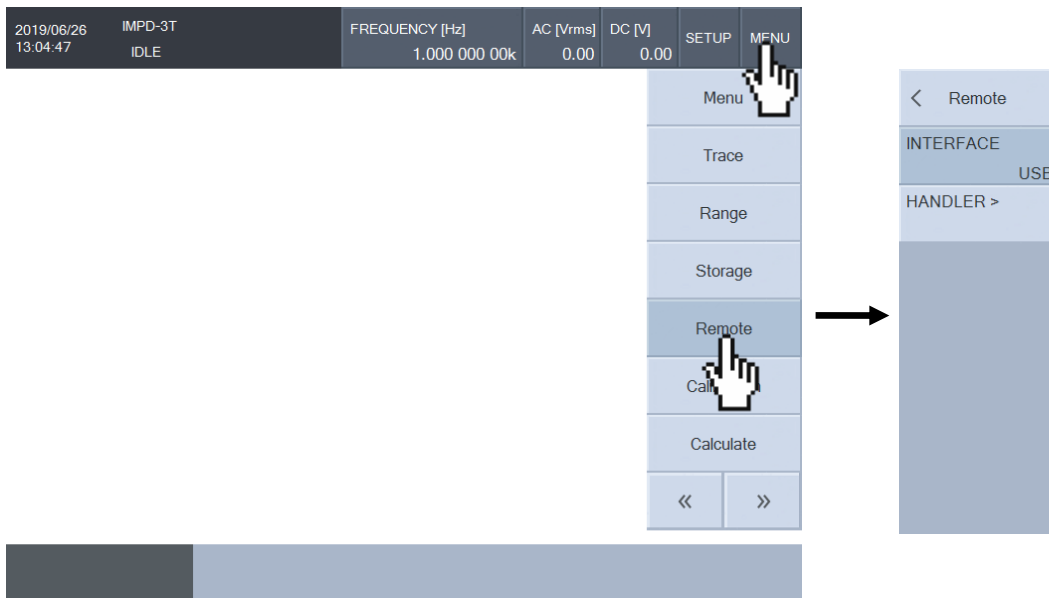 2019/06/26
13:04:47
IMPD-3T
IDLE
FREQUENCY [Hz]
1.000 000 00k
AC [Vrms]
0.00
DC [V]
0.00
SETUP
MENU
Menu
Trace
Range
Storage
Remote
Calculate
«
»
< Remote
INTERFACE
HANDLER >